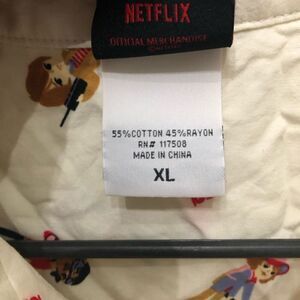 NETFLIX
OFFICIAL MERCHANDISE
55%COTTON 45%RAYON
RN# 117508
MADE IN CHINA
XL